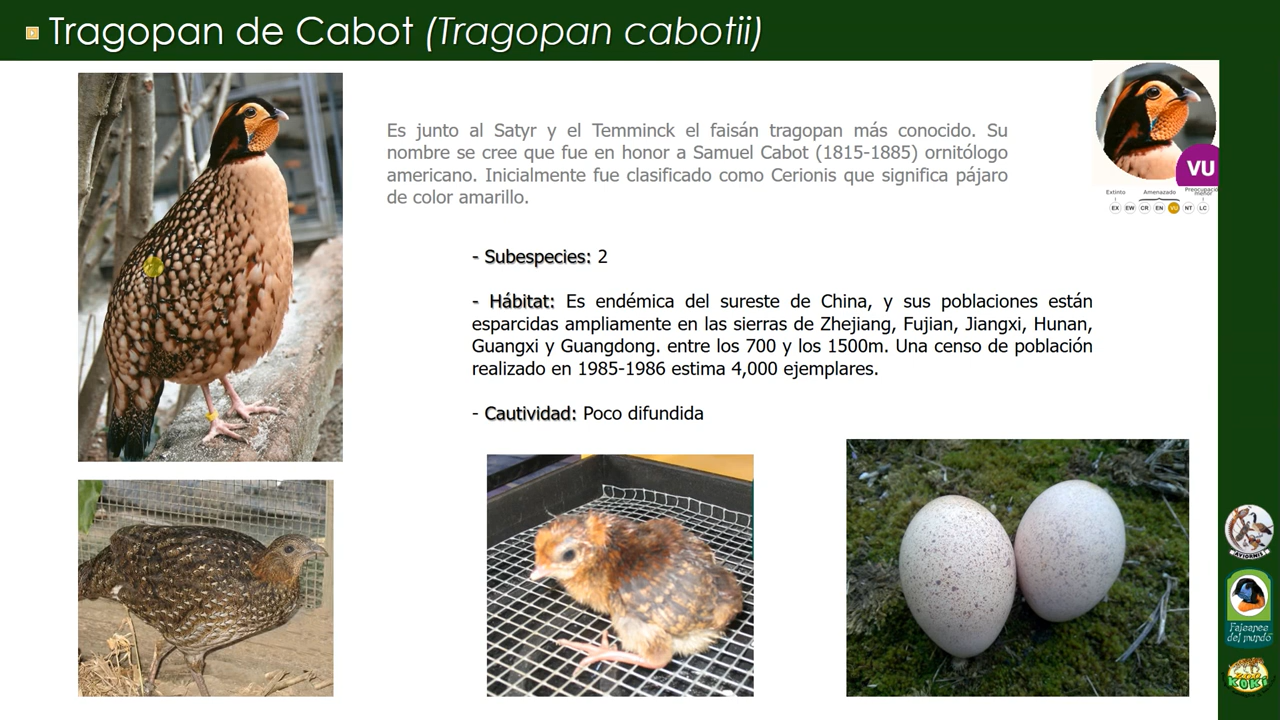 Tragopan de Cabot (Tragopan cabotii)
Es junto al Satyr y el Temminck el faisán tragopan más conocido. Su
nombre se cree que fue en honor a Samuel Cabot (1815-1885) ornitólogo
americano. Inicialmente fue clasificado como Cerionis que significa pájaro
de color amarillo.
VU
Extinto Amenazado Preocupació
menor
EX EW CR EN VU NT LC
- Subespecies: 2
- Hábitat: Es endémica del sureste de China, y sus poblaciones están
esparcidas ampliamente en las sierras de Zhejiang, Fujian, Jiangxi, Hunan,
Guangxi y Guangdong. entre los 700 y los 1500m. Una censo de población
realizado en 1985-1986 estima 4,000 ejemplares.
- Cautividad: Poco difundida
AVIORNIS
Faisanes
del mundo
ZOO
KOKI